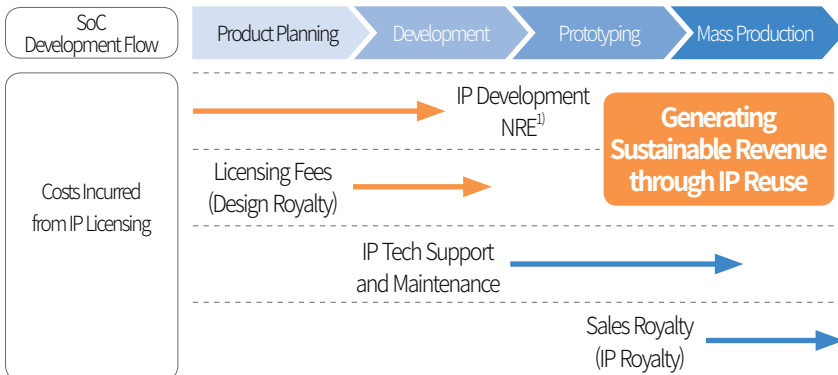 SoC
Development Flow
Product Planning
Development
Prototyping
Mass Production
Costs Incurred
from IP Licensing
IP Development
NRE1)
Generating
Sustainable Revenue
through IP Reuse
Licensing Fees
(Design Royalty)
IP Tech Support
and Maintenance
Sales Royalty
(IP Royalty)